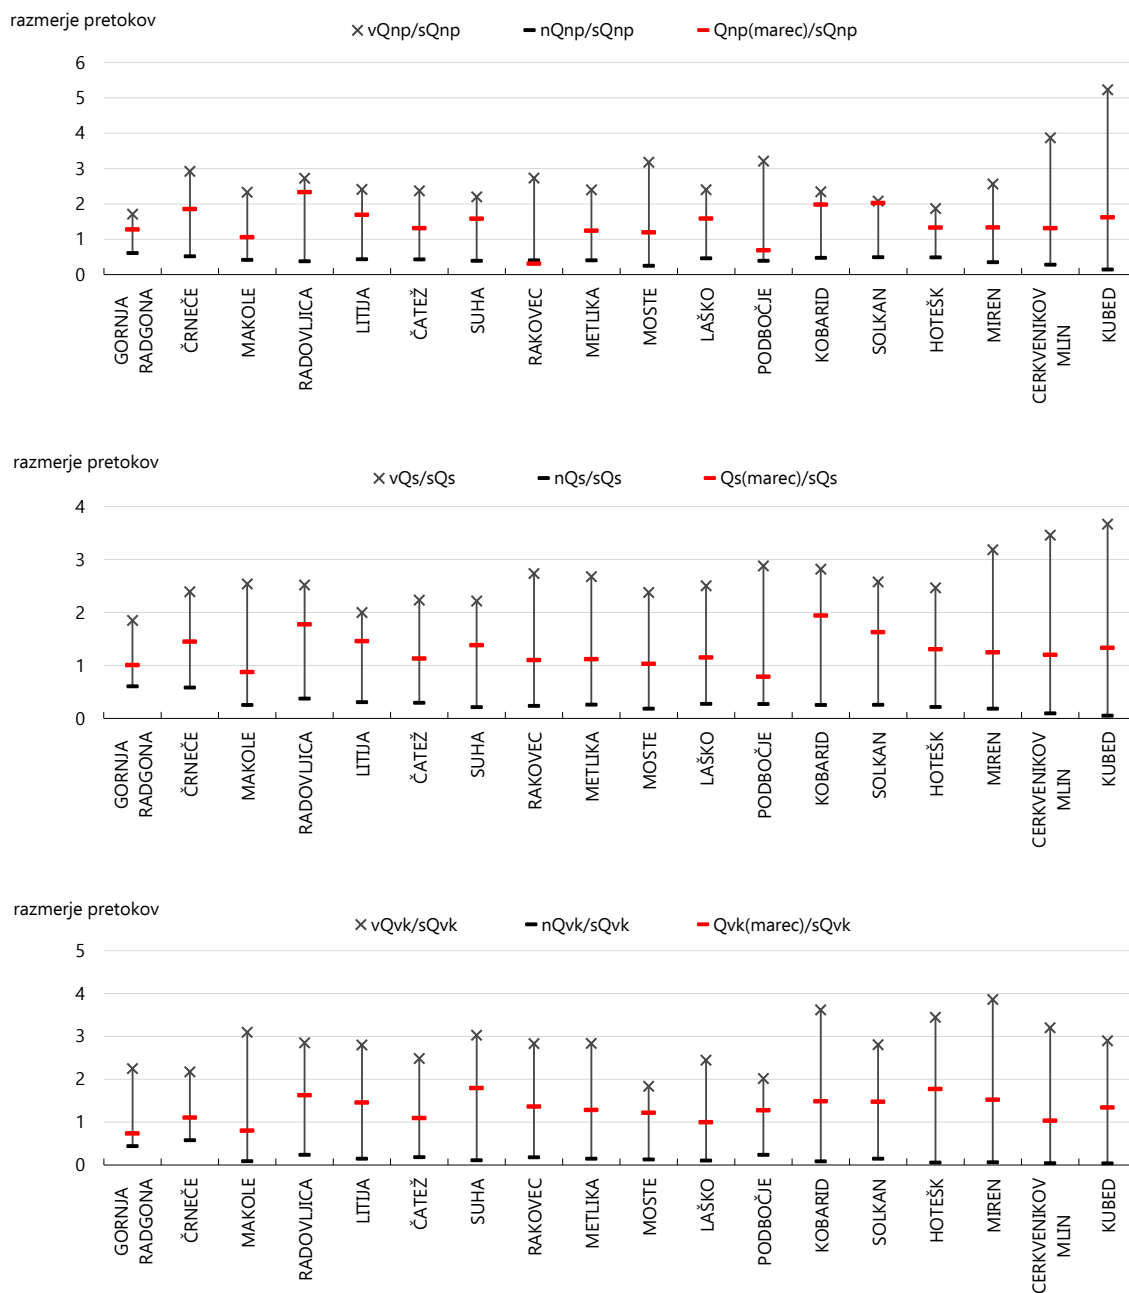 razmerje pretokov
vQnp/sQnp nQnp/sQnp Qnp(marec)/sQnp
6
5
4
3
2
1
0
GORNJA
RADGONA
ČRNEČE
MAKOLE
RADOVLJICA
LITIJA
ČATEŽ
SUHA
RAKOVEC
METLIKA
MOSTE
LAŠKO
PODBOČJE
KOBARID
SOLKAN
HOTEŠK
MIREN
CERKVENIKOV
MLIN
KUBED
razmerje pretokov
vQs/sQs nQs/sQs Qs(marec)/sQs
4
3
2
1
0
GORNJA
RADGONA
ČRNEČE
MAKOLE
RADOVLJICA
LITIJA
ČATEŽ
SUHA
RAKOVEC
METLIKA
MOSTE
LAŠKO
PODBOČJE
KOBARID
SOLKAN
HOTEŠK
MIREN
CERKVENIKOV
MLIN
KUBED
razmerje pretokov
vQvk/sQvk nQvk/sQvk Qvk(marec)/sQvk
5
4
3
2
1
0
GORNJA
RADGONA
ČRNEČE
MAKOLE
RADOVLJICA
LITIJA
ČATEŽ
SUHA
RAKOVEC
METLIKA
MOSTE
LAŠKO
PODBOČJE
KOBARID
SOLKAN
HOTEŠK
MIREN
CERKVENIKOV
MLIN
KUBED